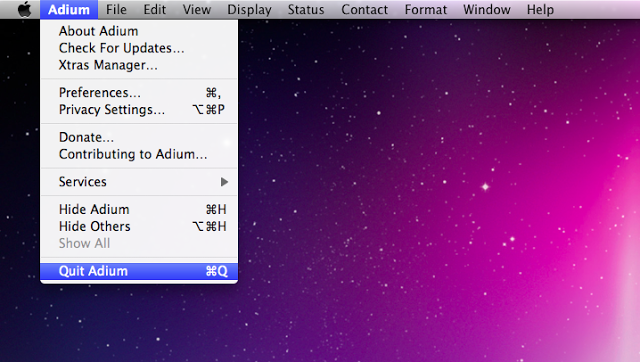 Adium File Edit View Display Status Contact Format Window Help
About Adium
Check For Updates...
Xtras Manager...
Preferences... ⌘,
Privacy Settings... ⌥⌘P
Donate...
Contributing to Adium...
Services ▶
Hide Adium ⌘H
Hide Others ⌥⌘H
Show All
Quit Adium ⌘Q